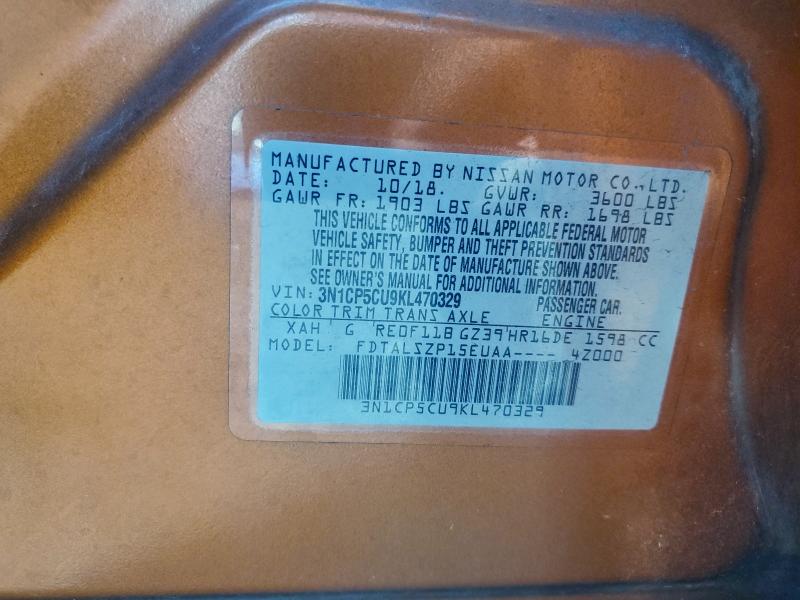 MANUFACTURED BY NISSAN MOTOR CO., LTD.
DATE: 10/18. GVWR: 3600 LBS
GAWR FR: 1903 LBS GAWR RR: 1698 LBS
THIS VEHICLE CONFORMS TO ALL APPLICABLE FEDERAL MOTOR
VEHICLE SAFETY, BUMPER AND THEFT PREVENTION STANDARDS
IN EFFECT ON THE DATE OF MANUFACTURE SHOWN ABOVE.
SEE OWNER'S MANUAL FOR ADDITIONAL INFORMATION.
VIN: 3N1CP5CU9KL470329 PASSENGER CAR.
COLOR TRIM TRANS AXLE ENGINE
XAH G RE0F11B GZ39 HR16DE 1598 CC
MODEL: FDTALSZP15EUAA---- 4Z000
3N1CP5CU9KL470329